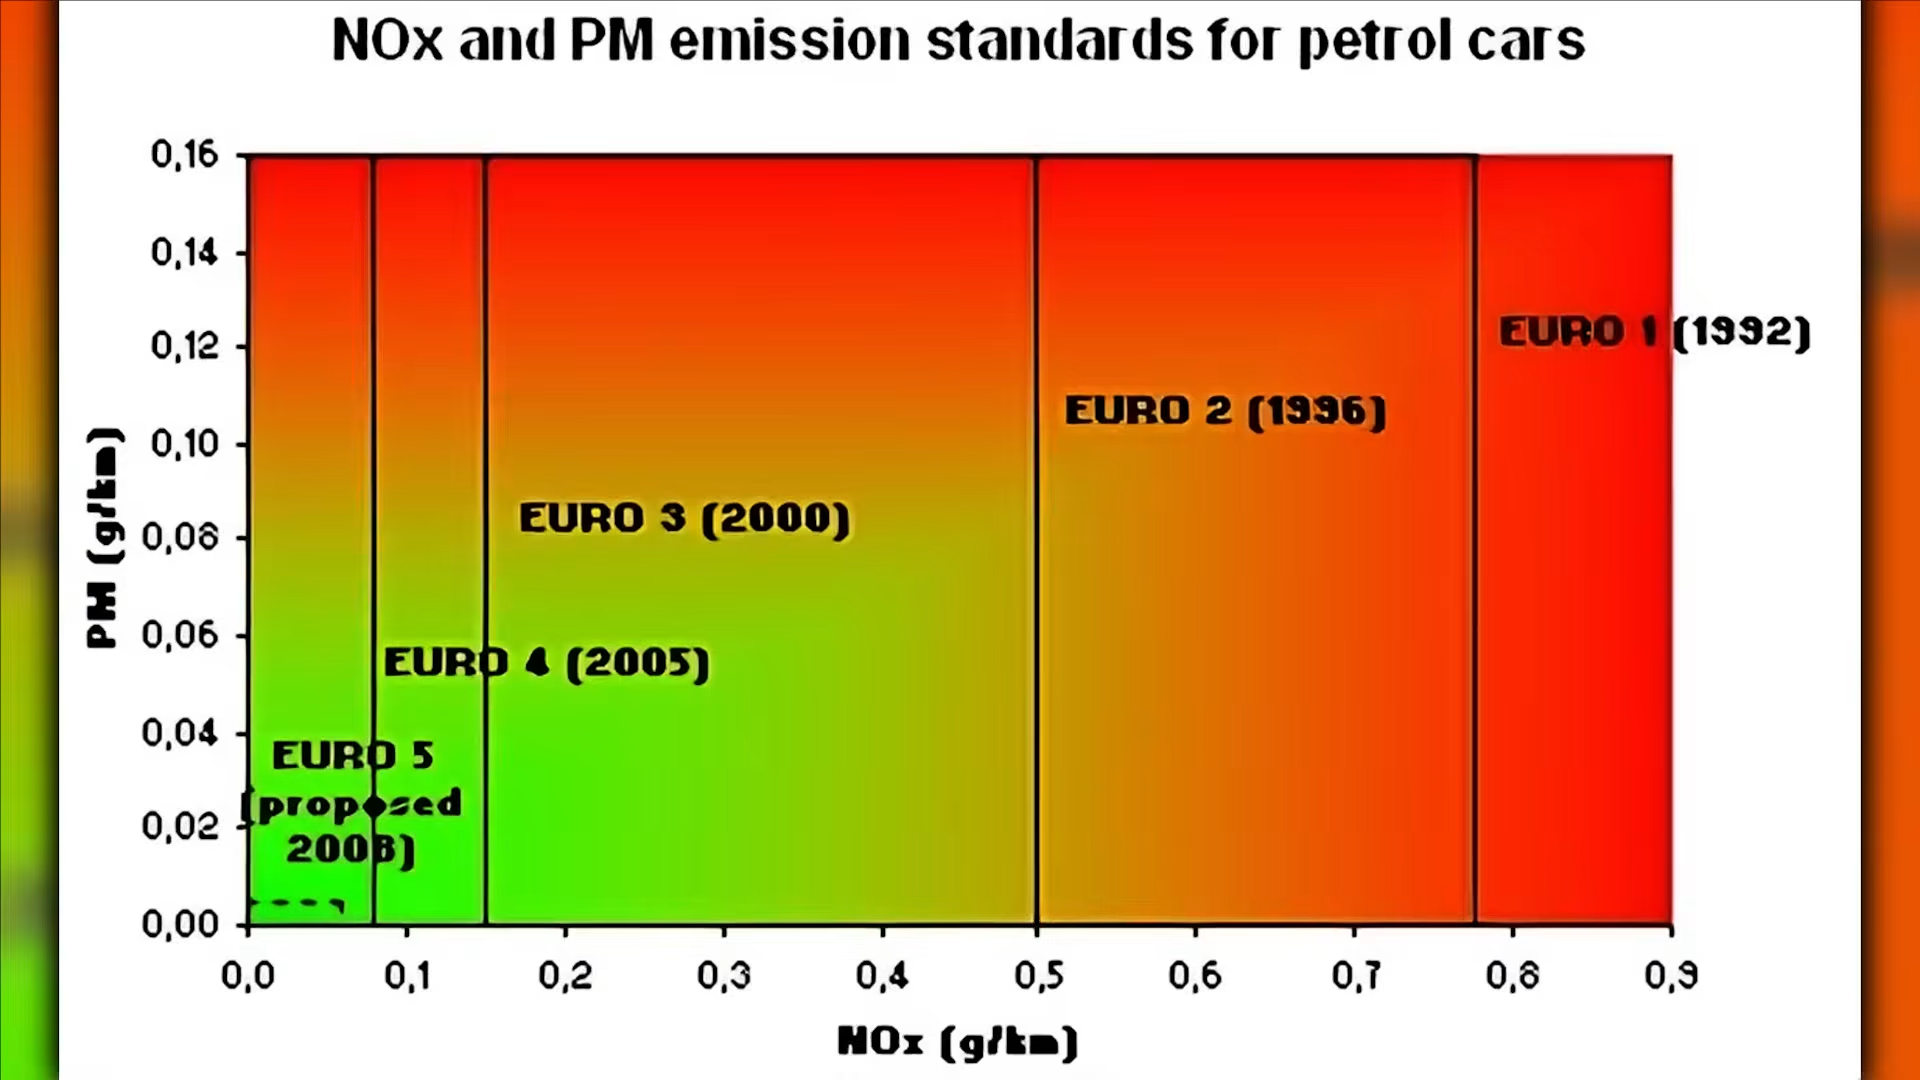 NOx and PM emission standards for petrol cars
0,16
0,14
0,12
0,10
0,08
0,06
0,04
0,02
0,00
PM (g/km)
EURO 1 (1992)
EURO 2 (1996)
EURO 3 (2000)
EURO 4 (2005)
EURO 5
(proposed
2008)
0,0 0,1 0,2 0,3 0,4 0,5 0,6 0,7 0,8 0,9
NOx (g/km)